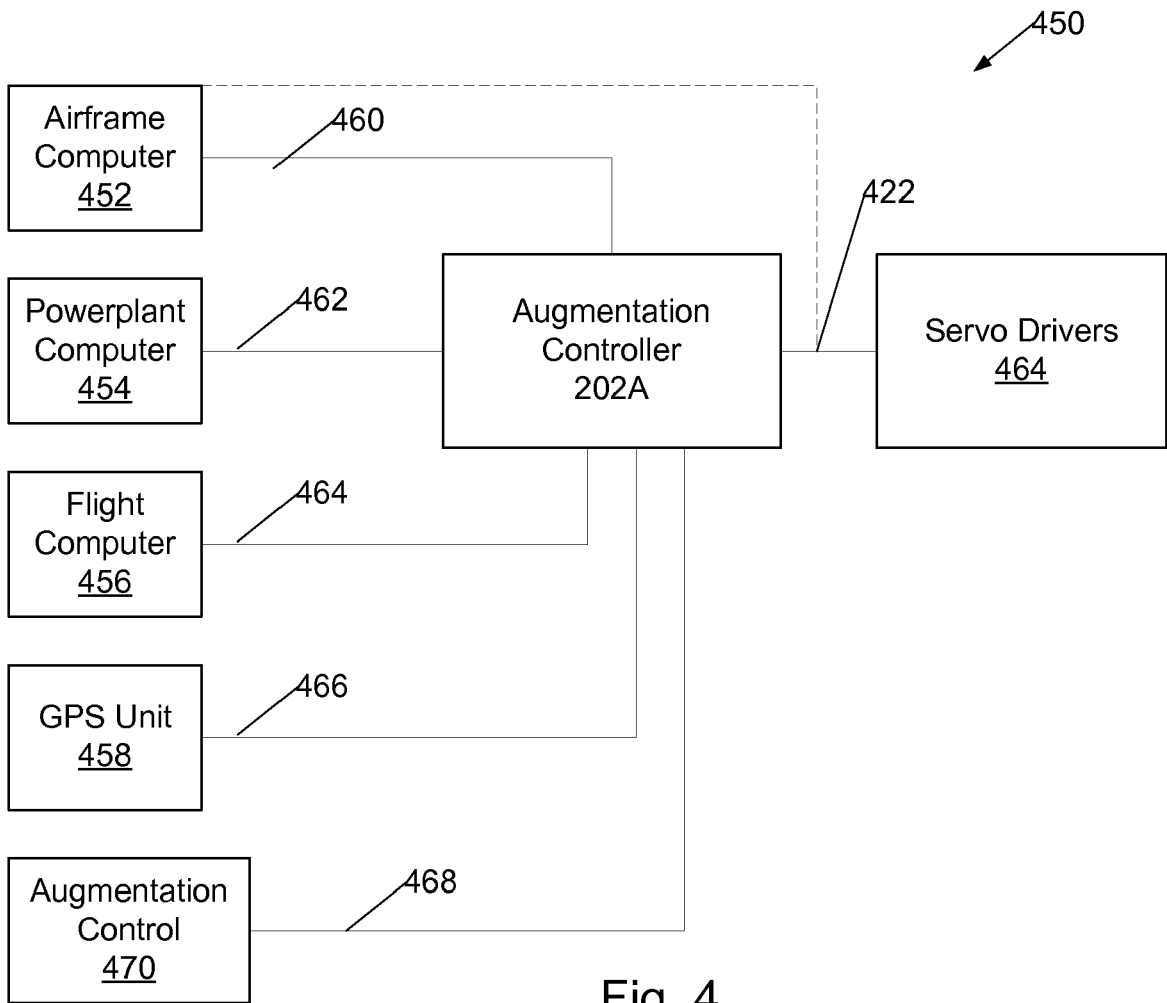 450
Airframe
Computer
452
460
422
Powerplant
Computer
454
462
Augmentation
Controller
202A
Servo Drivers
464
Flight
Computer
456
464
GPS Unit
458
466
Augmentation
Control
470
468
Fig. 4